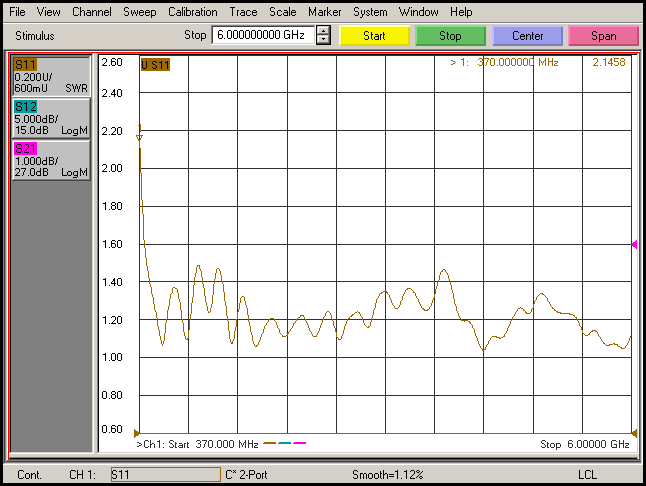 File View Channel Sweep Calibration Trace Scale Marker System Window Help
Stimulus Stop 6.000000000 GHz Start Stop Center Span
S11
0.200U/
600mU SWR
S12
5.000dB/
15.0dB LogM
S21
1.000dB/
27.0dB LogM
U S11
> 1: 370.000000 MHz 2.1458
2.60
2.40
2.20
2.00
1.80
1.60
1.40
1.20
1.00
0.80
0.60
>Ch1: Start 370.000 MHz Stop 6.00000 GHz
Cont. CH 1: S11 C* 2-Port Smooth=1.12% LCL